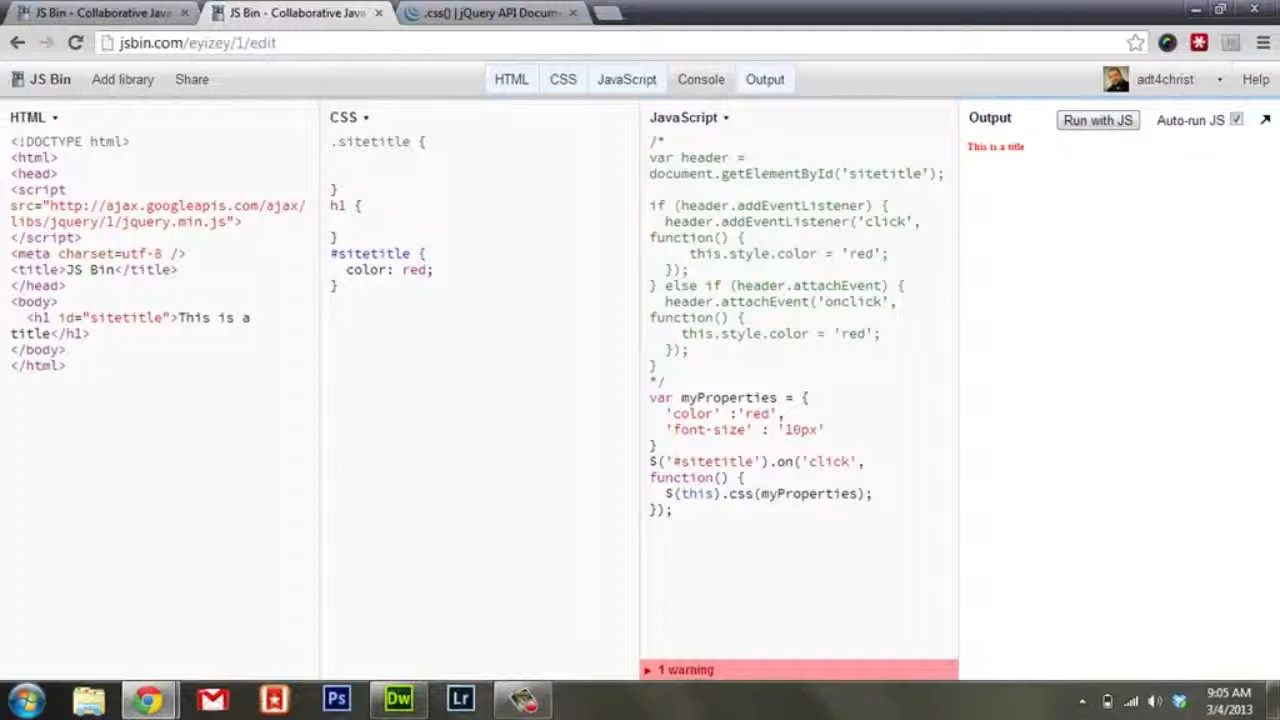 JS Bin - Collaborative Java
JS Bin - Collaborative Java
.css() | jQuery API Docum
jsbin.com/eyizey/1/edit
JS Bin
Add library
Share
HTML
CSS
JavaScript
Console
Output
adt4christ
Help
HTML
<!DOCTYPE html>
<html>
<head>
<script
src="http://ajax.googleapis.com/ajax/
libs/jquery/1/jquery.min.js">
</script>
<meta charset=utf-8 />
<title>JS Bin</title>
</head>
<body>
<h1 id="sitetitle">This is a
title</h1>
</body>
</html>
CSS
.sitetitle {
}
h1 {
}
#sitetitle {
color: red;
}
JavaScript
/*
var header =
document.getElementById('sitetitle');
if (header.addEventListener) {
header.addEventListener('click',
function() {
this.style.color = 'red';
});
} else if (header.attachEvent) {
header.attachEvent('onclick',
function() {
this.style.color = 'red';
});
}
*/
var myProperties = {
'color' :'red',
'font-size' : '10px'
}
$('#sitetitle').on('click',
function() {
$(this).css(myProperties);
});
1 warning
Output
Run with JS
Auto-run JS
This is a title
Ps
Dw
Lr
9:05 AM
3/4/2013